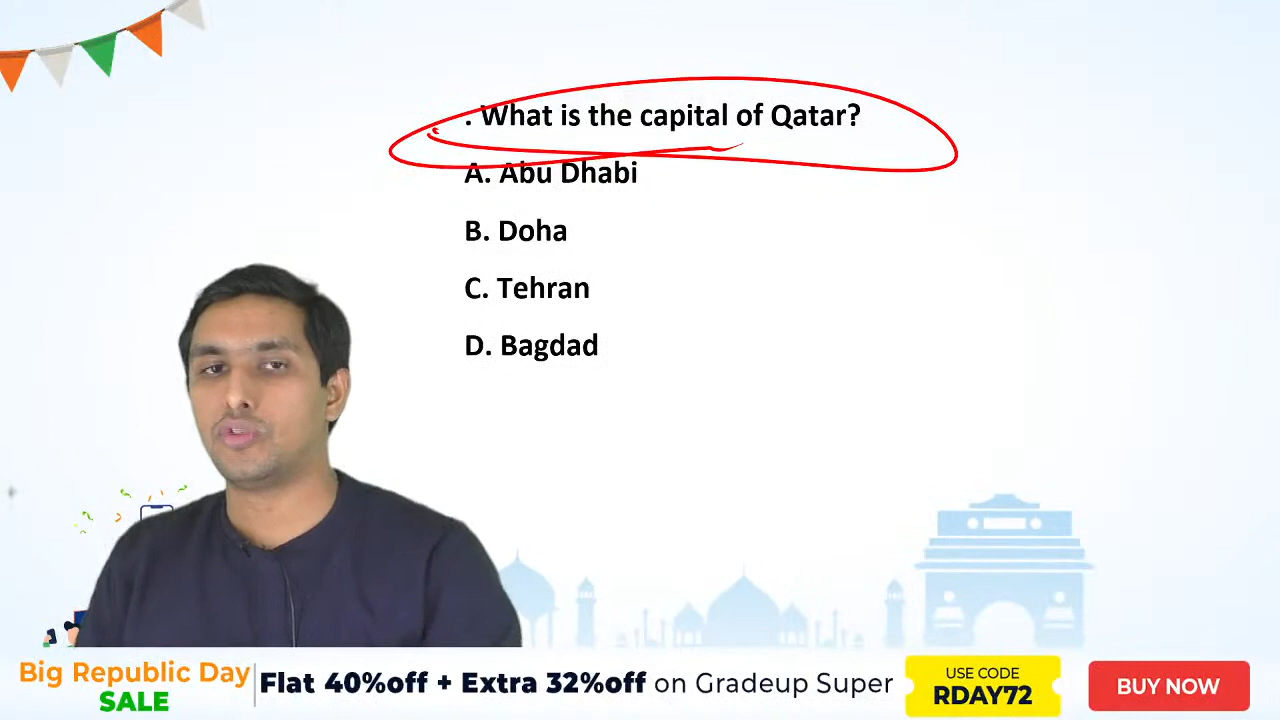 . What is the capital of Qatar?
A. Abu Dhabi
B. Doha
C. Tehran
D. Bagdad
Big Republic Day
SALE
Flat 40%off + Extra 32%off on Gradeup Super
USE CODE
RDAY72
BUY NOW